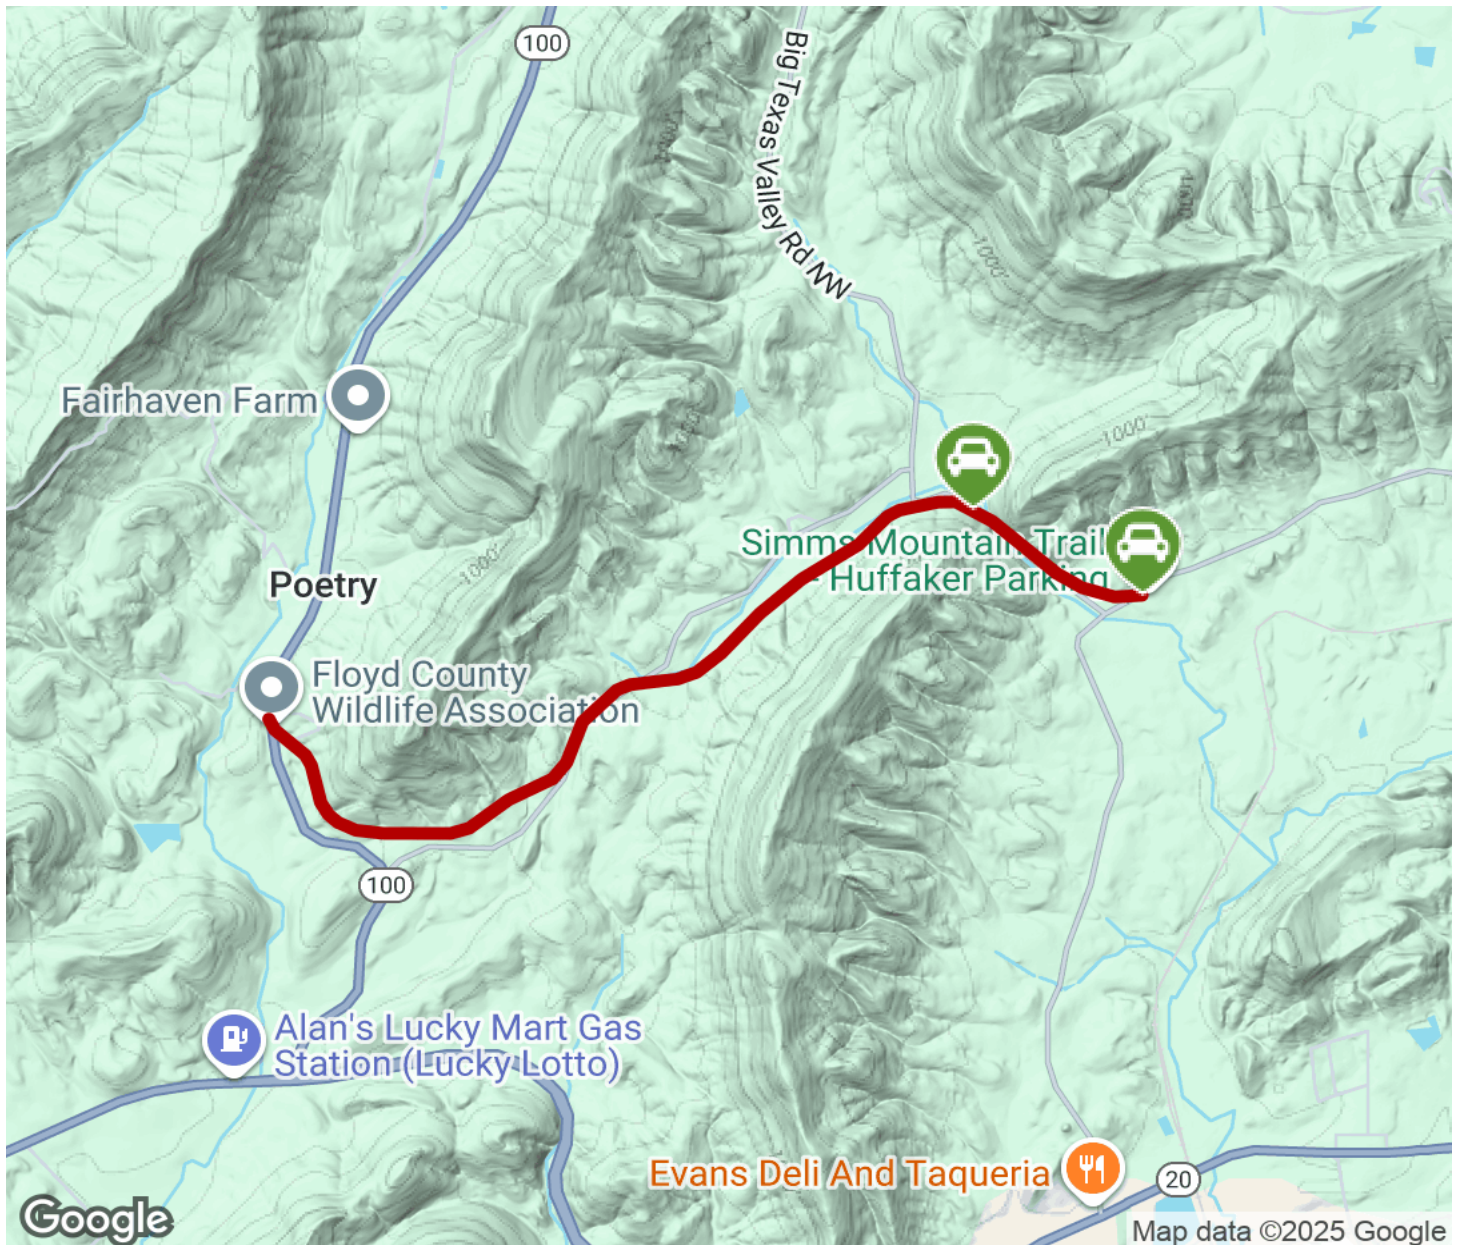 100
Big Texas Valley Rd NW
1000'
Fairhaven Farm
1000'
Simms Mountain Trail
- Huffaker Parking
1000'
Poetry
Floyd County
Wildlife Association
100
Alan's Lucky Mart Gas
Station (Lucky Lotto)
Evans Deli And Taqueria
20
Google
Map data ©2025 Google